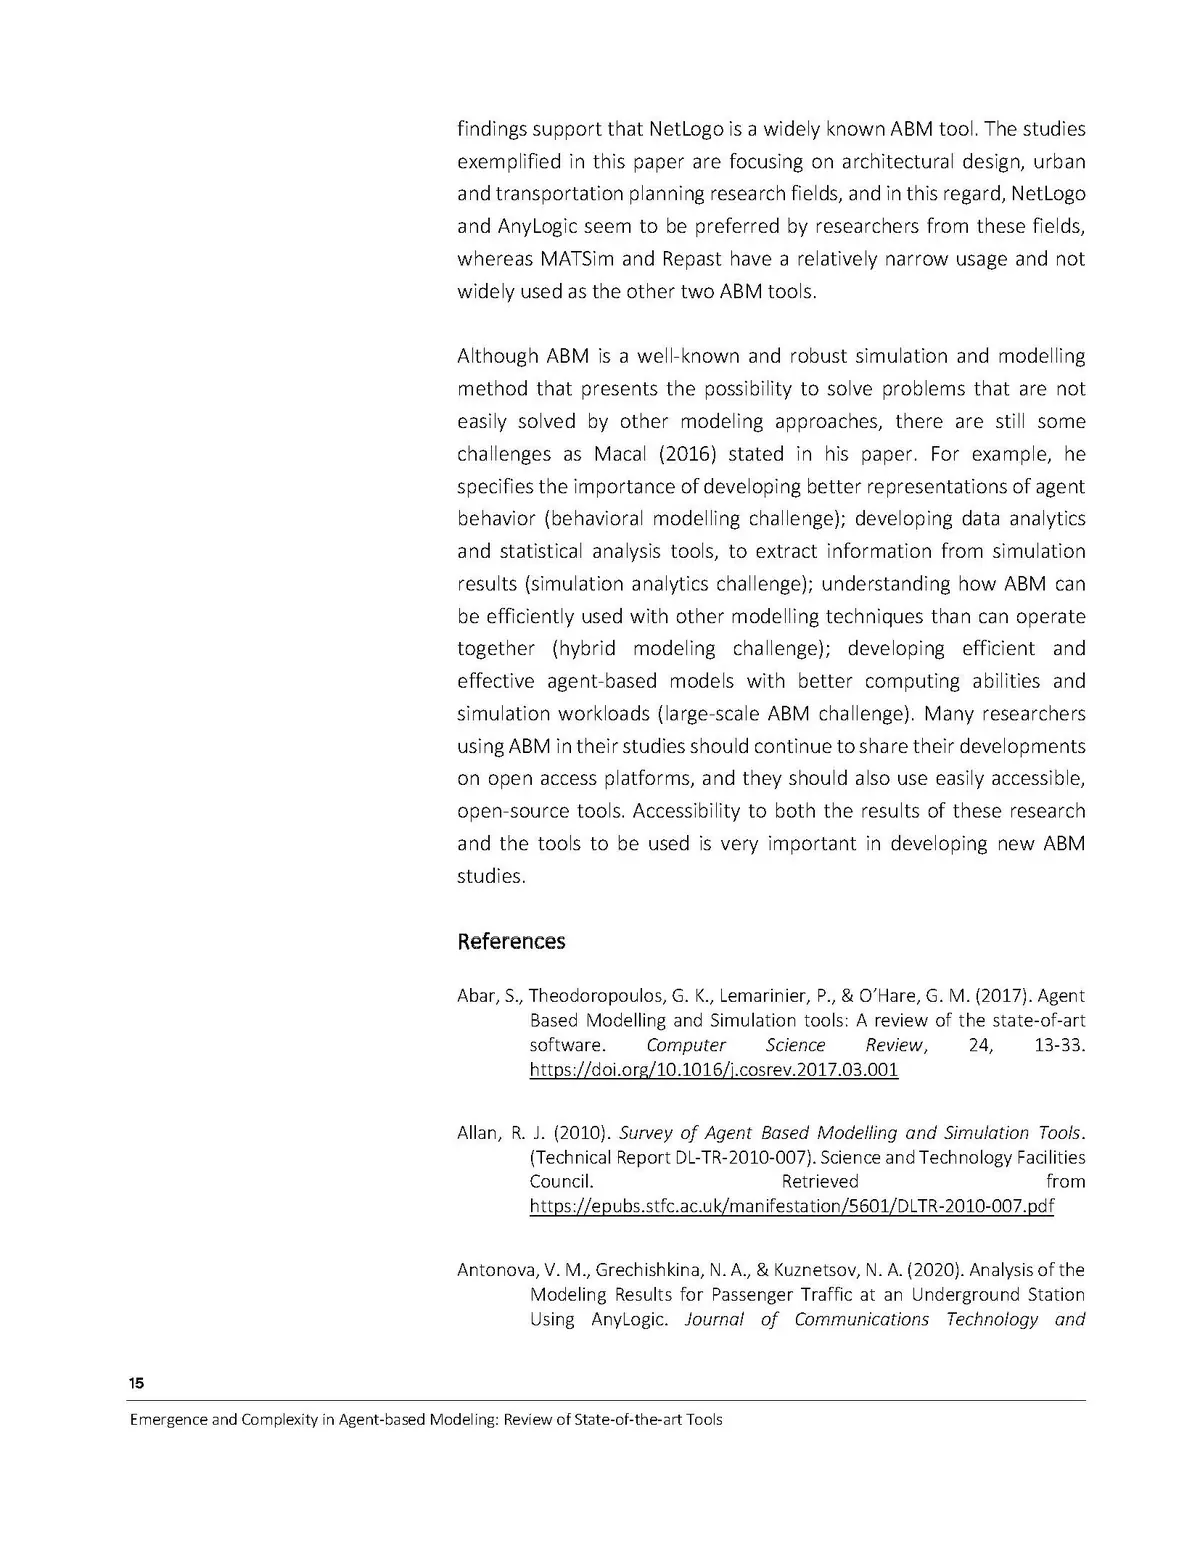 findings support that NetLogo is a widely known ABM tool. The studies
exemplified in this paper are focusing on architectural design, urban
and transportation planning research fields, and in this regard, NetLogo
and AnyLogic seem to be preferred by researchers from these fields,
whereas MATSim and Repast have a relatively narrow usage and not
widely used as the other two ABM tools.
Although ABM is a well-known and robust simulation and modelling
method that presents the possibility to solve problems that are not
easily solved by other modeling approaches, there are still some
challenges as Macal (2016) stated in his paper. For example, he
specifies the importance of developing better representations of agent
behavior (behavioral modelling challenge); developing data analytics
and statistical analysis tools, to extract information from simulation
results (simulation analytics challenge); understanding how ABM can
be efficiently used with other modelling techniques than can operate
together (hybrid modeling challenge); developing efficient and
effective agent-based models with better computing abilities and
simulation workloads (large-scale ABM challenge). Many researchers
using ABM in their studies should continue to share their developments
on open access platforms, and they should also use easily accessible,
open-source tools. Accessibility to both the results of these research
and the tools to be used is very important in developing new ABM
studies.
References
Abar, S., Theodoropoulos, G. K., Lemarinier, P., & O’Hare, G. M. (2017). Agent
Based Modelling and Simulation tools: A review of the state-of-art
software. Computer Science Review, 24, 13-33.
https://doi.org/10.1016/j.cosrev.2017.03.001
Allan, R. J. (2010). Survey of Agent Based Modelling and Simulation Tools.
(Technical Report DL-TR-2010-007). Science and Technology Facilities
Council. Retrieved from
https://epubs.stfc.ac.uk/manifestation/5601/DLTR-2010-007.pdf
Antonova, V. M., Grechishkina, N. A., & Kuznetsov, N. A. (2020). Analysis of the
Modeling Results for Passenger Traffic at an Underground Station
Using AnyLogic. Journal of Communications Technology and
15
Emergence and Complexity in Agent-based Modeling: Review of State-of-the-art Tools